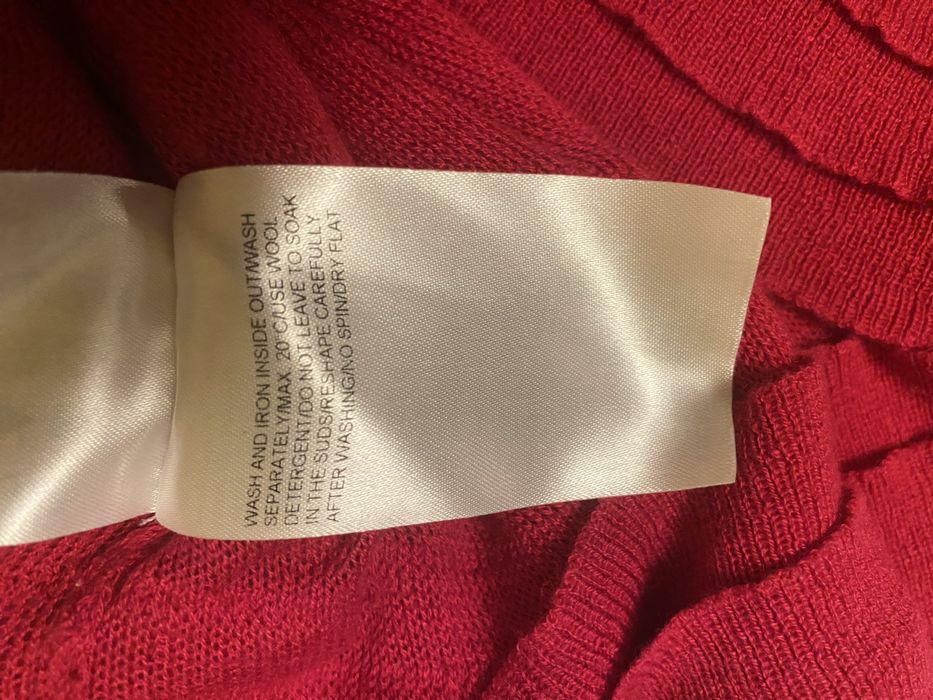 WASH AND IRON INSIDE OUT/WASH
SEPARATELY/MAX. 20°C/USE WOOL
DETERGENT/DO NOT LEAVE TO SOAK
IN THE SUDS/RESHAPE CAREFULLY
AFTER WASHING/NO SPIN/DRY FLAT